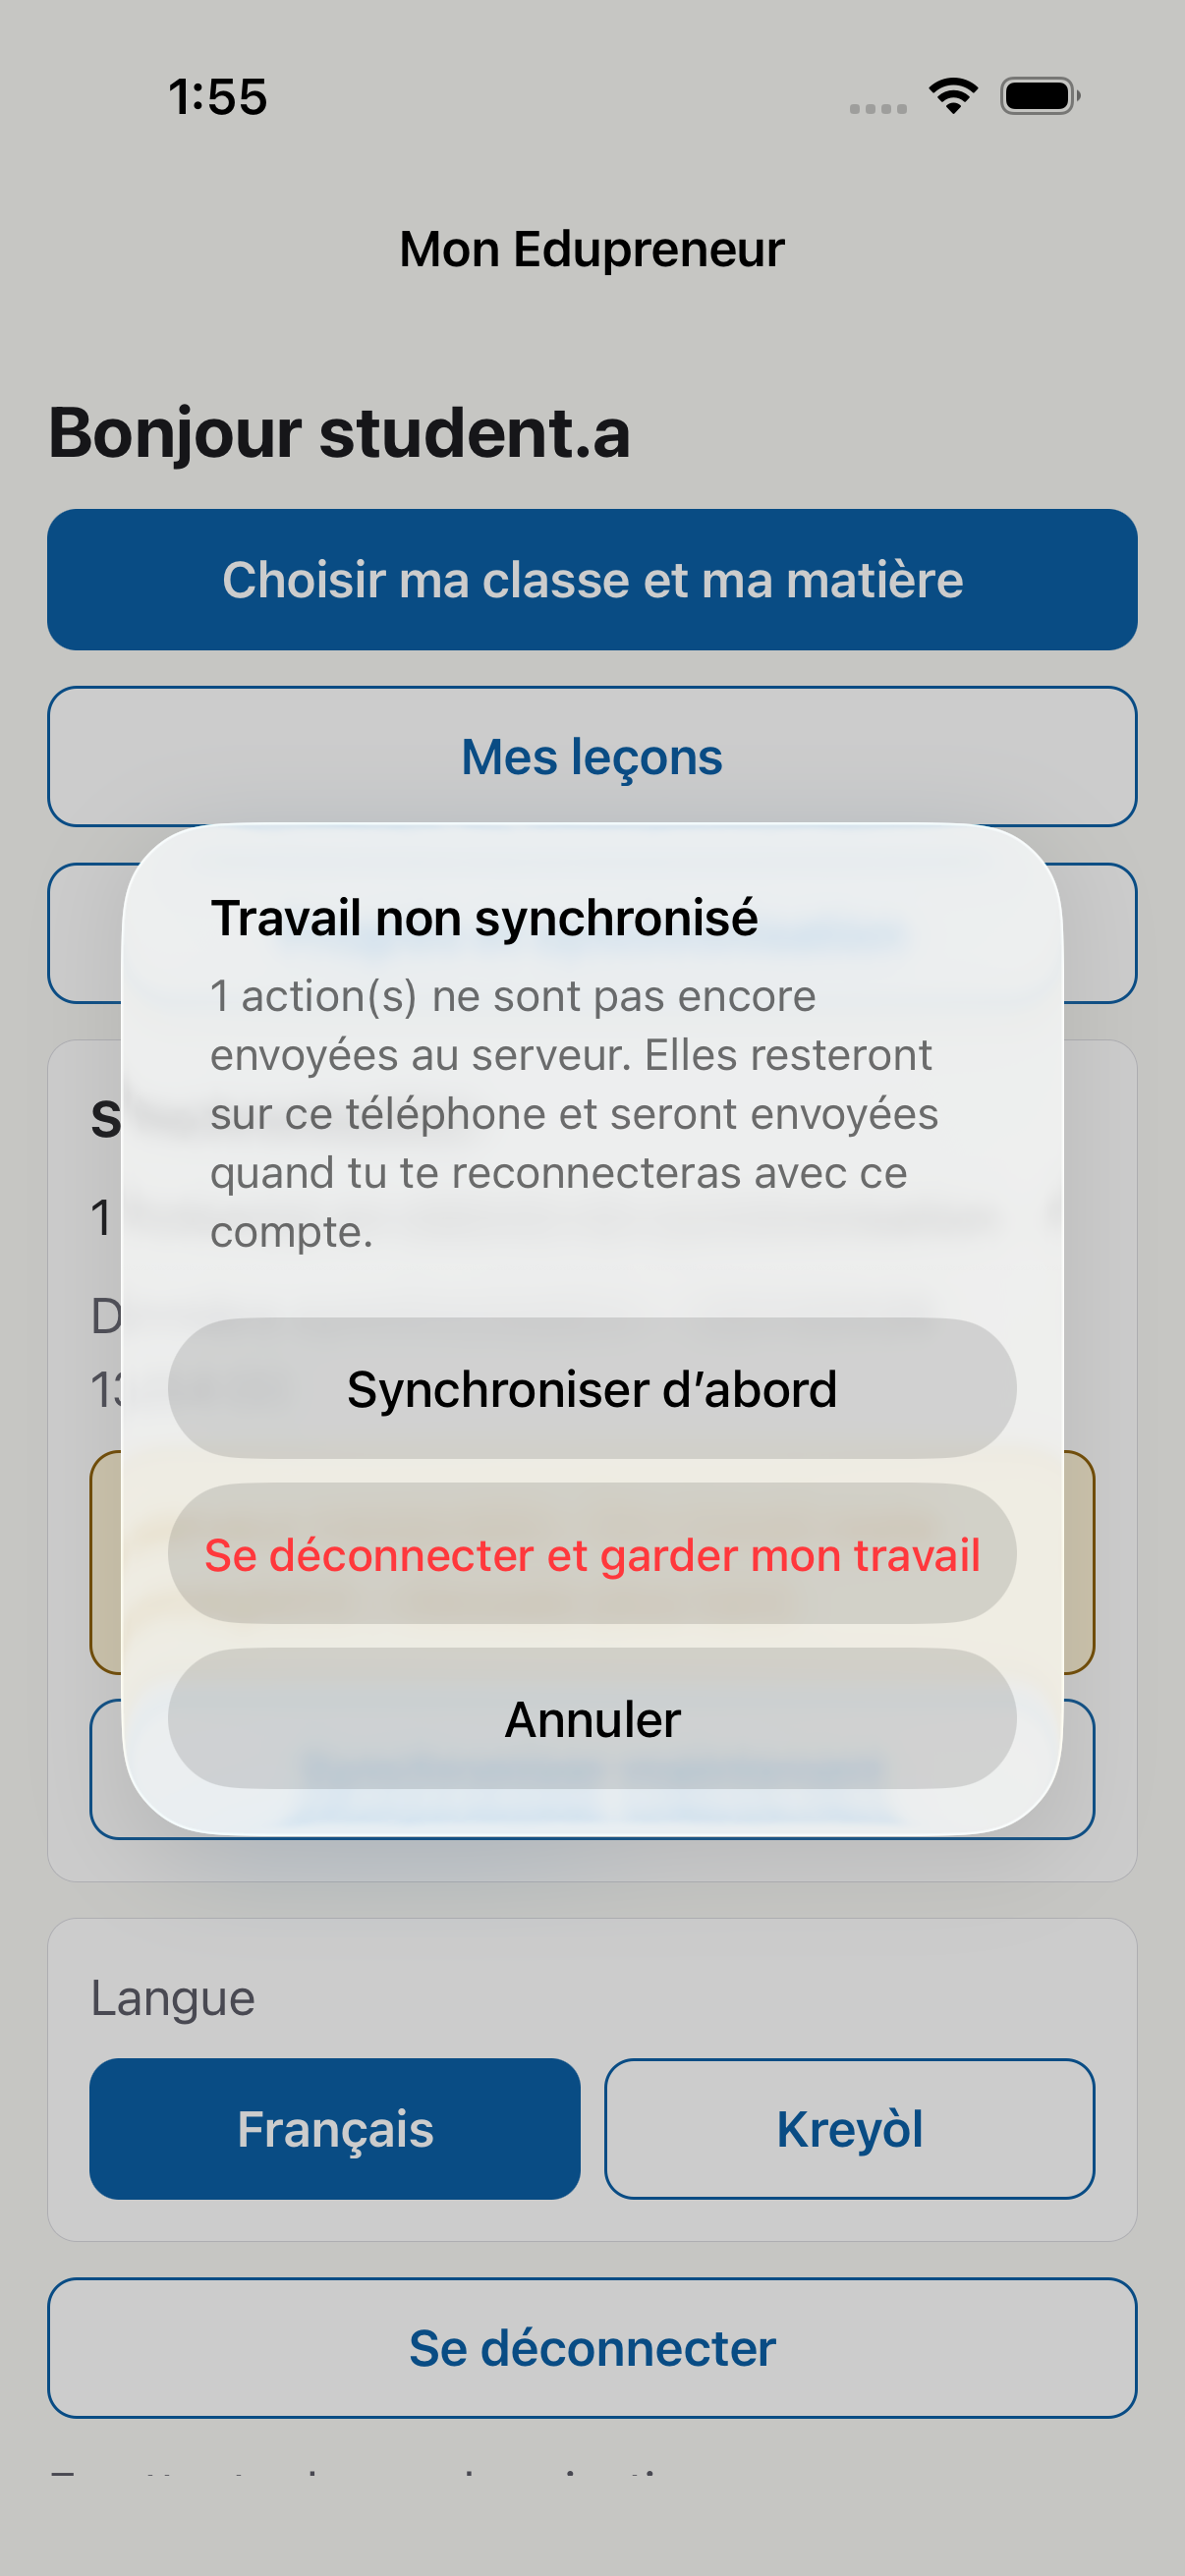 1:55
Mon Edupreneur
Bonjour student.a
Choisir ma classe et ma matière
Mes leçons
Travail non synchronisé
1 action(s) ne sont pas encore
envoyées au serveur. Elles resteront
sur ce téléphone et seront envoyées
quand tu te reconnecteras avec ce
compte.
Synchroniser d’abord
Se déconnecter et garder mon travail
Annuler
Langue
Français
Kreyòl
Se déconnecter